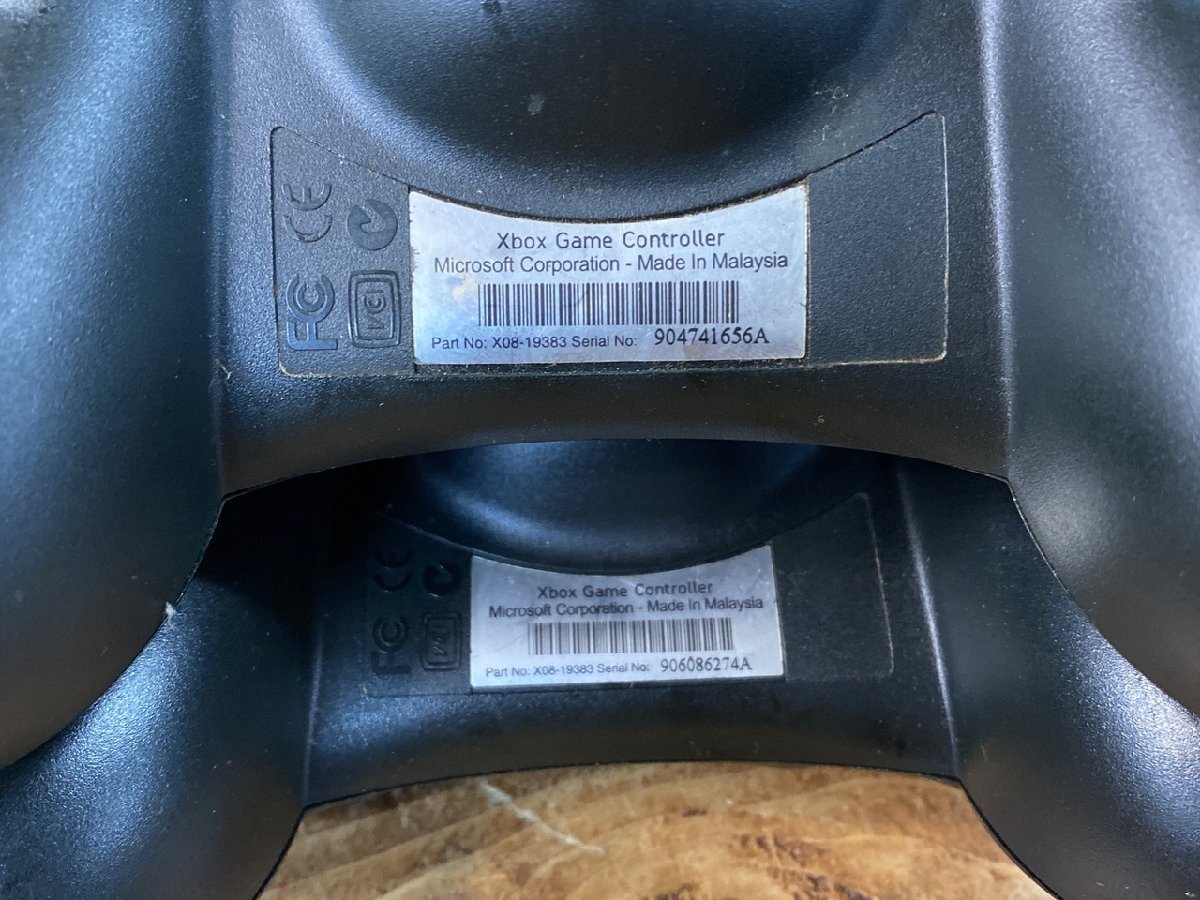 CE
FC
Xbox Game Controller
Microsoft Corporation - Made In Malaysia
Part No: X08-19383 Serial No: 904741656A
CE
FC
Xbox Game Controller
Microsoft Corporation - Made In Malaysia
Part No: X08-19383 Serial No: 906086274A